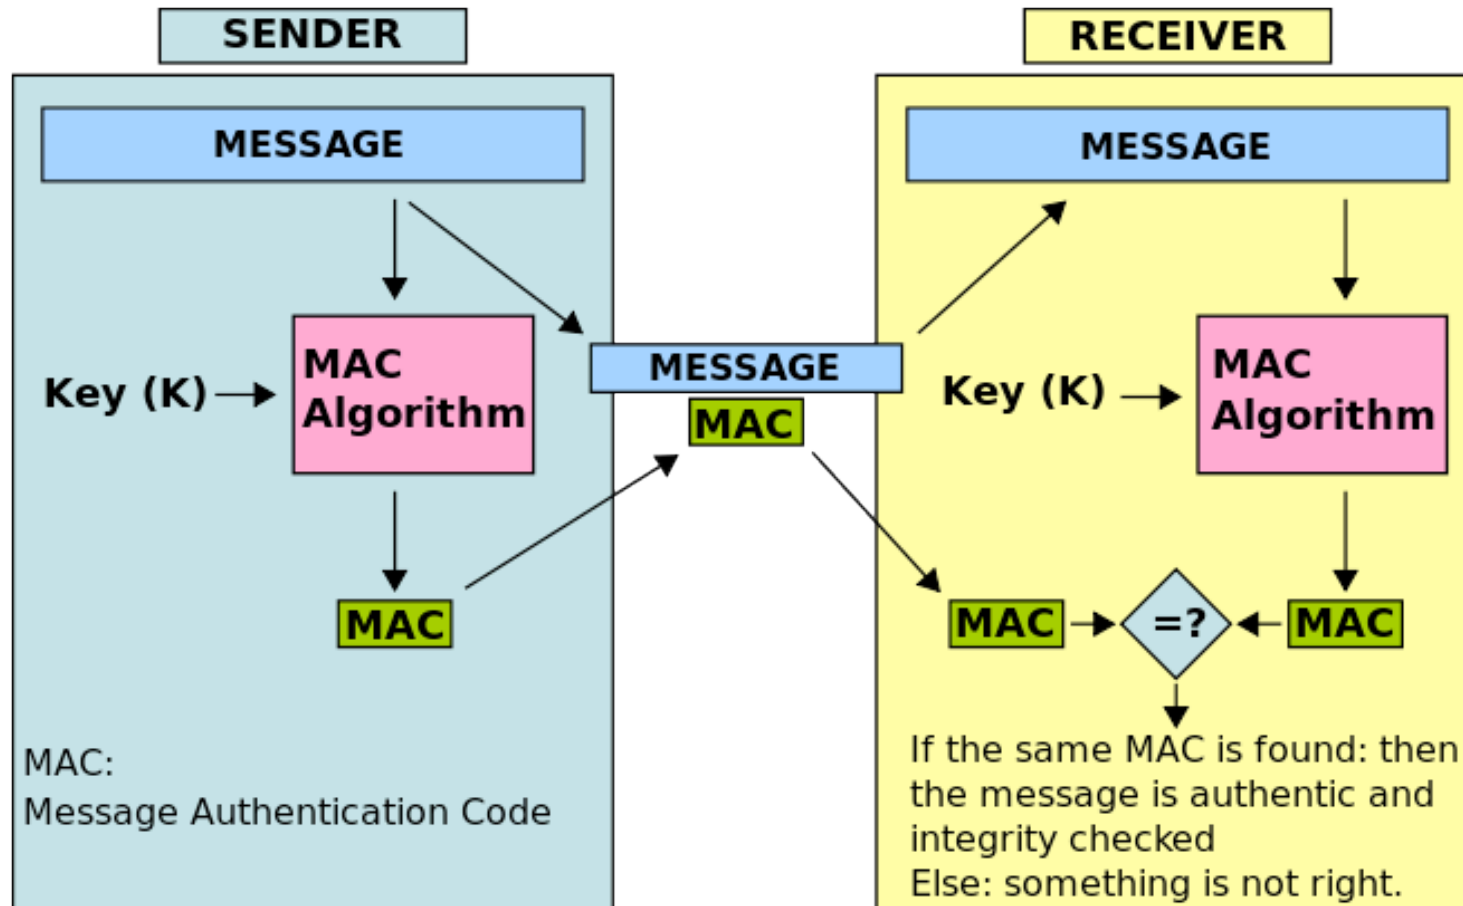 SENDER
MESSAGE
Key (K)
MAC
Algorithm
MAC
MAC:
Message Authentication Code
MESSAGE
MAC
RECEIVER
MESSAGE
Key (K)
MAC
Algorithm
MAC
=?
MAC
If the same MAC is found: then
the message is authentic and
integrity checked
Else: something is not right.